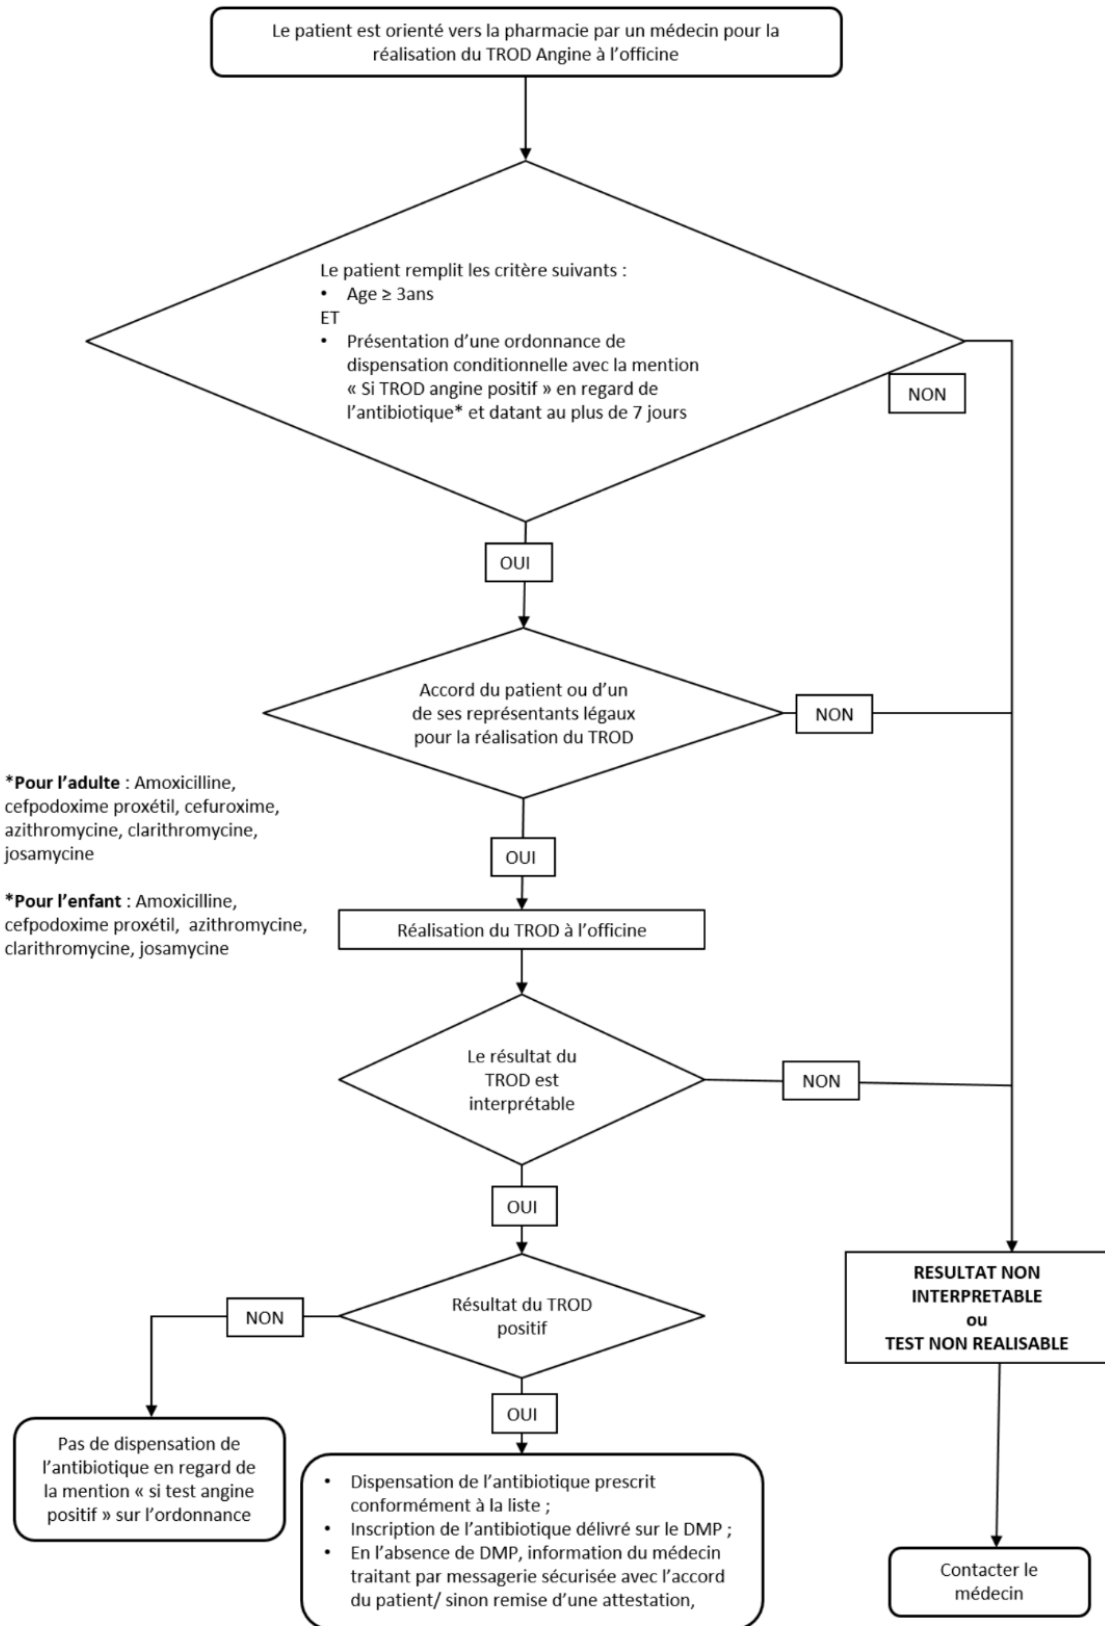 Le patient est orienté vers la pharmacie par un médecin pour la
réalisation du TROD Angine à l’officine
Le patient remplit les critère suivants :
• Age ≥ 3ans
ET
• Présentation d’une ordonnance de
dispensation conditionnelle avec la mention
« Si TROD angine positif » en regard de
l’antibiotique* et datant au plus de 7 jours
NON
OUI
Accord du patient ou d’un
de ses représentants légaux
pour la réalisation du TROD
NON
*Pour l’adulte : Amoxicilline,
cefpodoxime proxétil, cefuroxime,
azithromycine, clarithromycine,
josamycine
OUI
*Pour l’enfant : Amoxicilline,
cefpodoxime proxétil, azithromycine,
clarithromycine, josamycine
Réalisation du TROD à l’officine
Le résultat du
TROD est
interprétable
NON
OUI
Résultat du TROD
positif
NON
RESULTAT NON
INTERPRETABLE
ou
TEST NON REALISABLE
OUI
Pas de dispensation de
l’antibiotique en regard de
la mention « si test angine
positif » sur l’ordonnance
• Dispensation de l’antibiotique prescrit
conformément à la liste ;
• Inscription de l’antibiotique délivré sur le DMP ;
• En l’absence de DMP, information du médecin
traitant par messagerie sécurisée avec l’accord
du patient/ sinon remise d’une attestation,
Contacter le
médecin